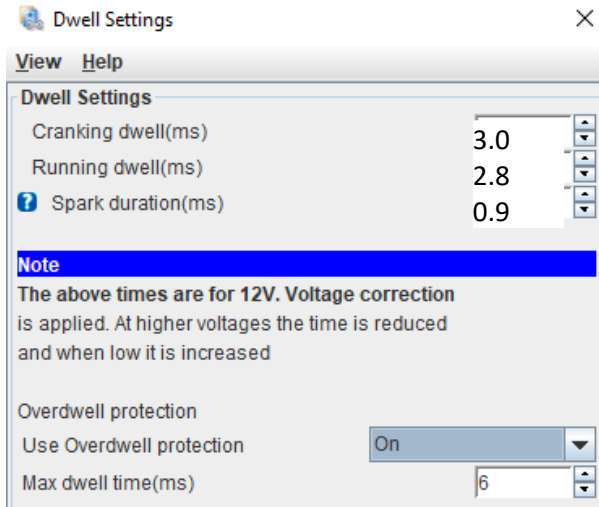 Dwell Settings
View Help
Dwell Settings
Cranking dwell(ms) 3.0
Running dwell(ms) 2.8
? Spark duration(ms) 0.9
Note
The above times are for 12V. Voltage correction
is applied. At higher voltages the time is reduced
and when low it is increased
Overdwell protection
Use Overdwell protection On
Max dwell time(ms) 6